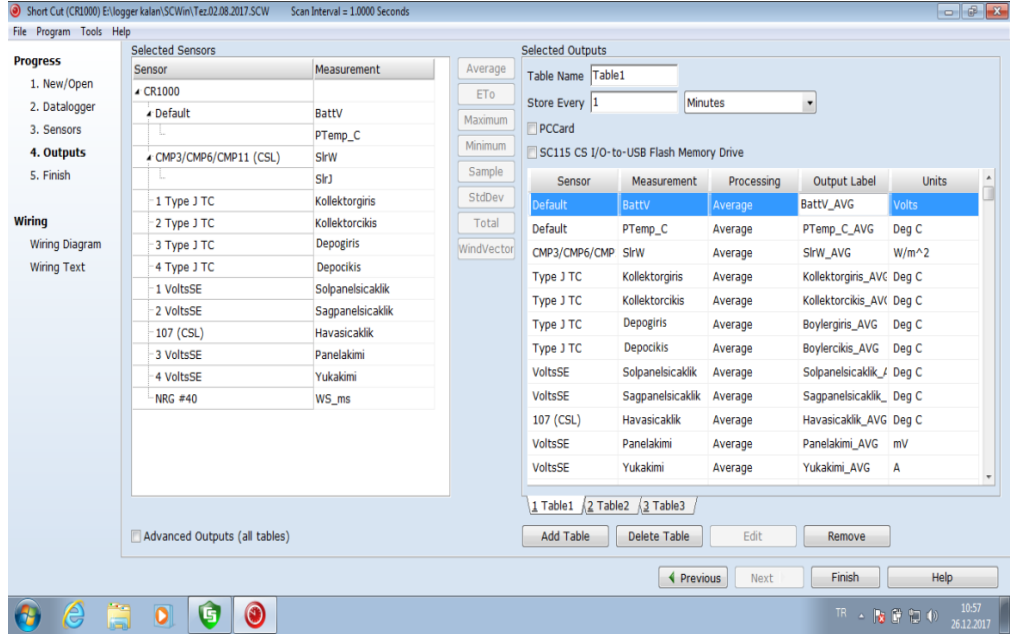 Short Cut (CR1000) E:\logger kalan\SCWin\Tez.02.08.2017.SCW Scan Interval = 1.0000 Seconds
File Program Tools Help
Progress
1. New/Open
2. Datalogger
3. Sensors
4. Outputs
5. Finish
Wiring
Wiring Diagram
Wiring Text
Selected Sensors
Sensor Measurement
CR1000
Default BattV
PTemp_C
CMP3/CMP6/CMP11 (CSL) SlrW
SlrJ
1 Type J TC Kollektorgiris
2 Type J TC Kollektorcikis
3 Type J TC Depogiris
4 Type J TC Depocikis
1 VoltsSE Solpanelsicaklik
2 VoltsSE Sagpanelsicaklik
107 (CSL) Havasicaklik
3 VoltsSE Panelakimi
4 VoltsSE Yukakimi
NRG #40 WS_ms
Advanced Outputs (all tables)
Average
ETo
Maximum
Minimum
Sample
StdDev
Total
WindVector
Selected Outputs
Table Name Table1
Store Every 1 Minutes
PCCard
SC115 CS I/O-to-USB Flash Memory Drive
Sensor Measurement Processing Output Label Units
Default BattV Average BattV_AVG Volts
Default PTemp_C Average PTemp_C_AVG Deg C
CMP3/CMP6/CMP SlrW Average SlrW_AVG W/m^2
Type J TC Kollektorgiris Average Kollektorgiris_AVG Deg C
Type J TC Kollektorcikis Average Kollektorcikis_AV( Deg C
Type J TC Depogiris Average Boylergiris_AVG Deg C
Type J TC Depocikis Average Boylercikis_AVG Deg C
VoltsSE Solpanelsicaklik Average Solpanelsicaklik_A Deg C
VoltsSE Sagpanelsicaklik Average Sagpanelsicaklik_ Deg C
107 (CSL) Havasicaklik Average Havasicaklik_AVG Deg C
VoltsSE Panelakimi Average Panelakimi_AVG mV
VoltsSE Yukakimi Average Yukakimi_AVG A
1 Table1 2 Table2 3 Table3
Add Table Delete Table Edit Remove
Previous Next Finish Help
TR 10:57
26.12.2017